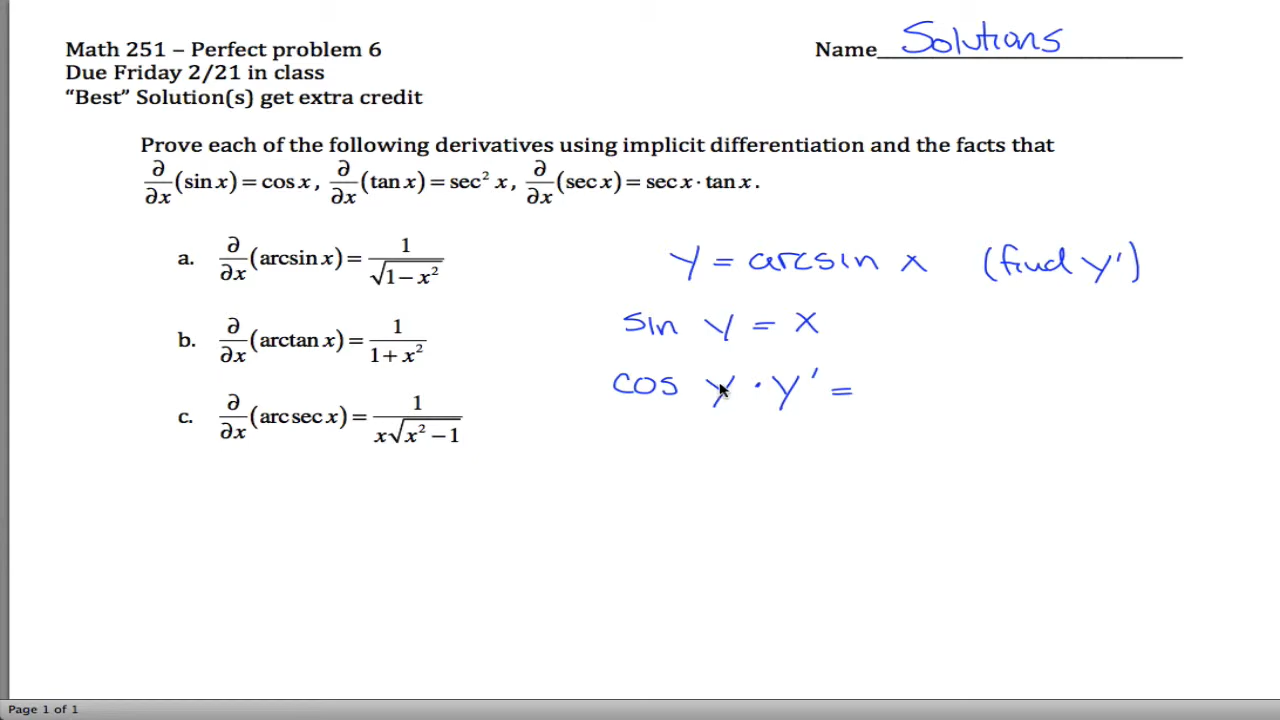 Math 251 – Perfect problem 6
Name Solutions
Due Friday 2/21 in class
“Best” Solution(s) get extra credit
Prove each of the following derivatives using implicit differentiation and the facts that
∂/∂x (sin x) = cos x, ∂/∂x (tan x) = sec² x, ∂/∂x (sec x) = sec x · tan x.
a. ∂/∂x (arcsin x) = 1/√(1 − x²)
y = arcsin x (find y')
sin y = x
b. ∂/∂x (arctan x) = 1/(1 + x²)
cos y · y' =
c. ∂/∂x (arcsec x) = 1/(x√(x² − 1))
Page 1 of 1